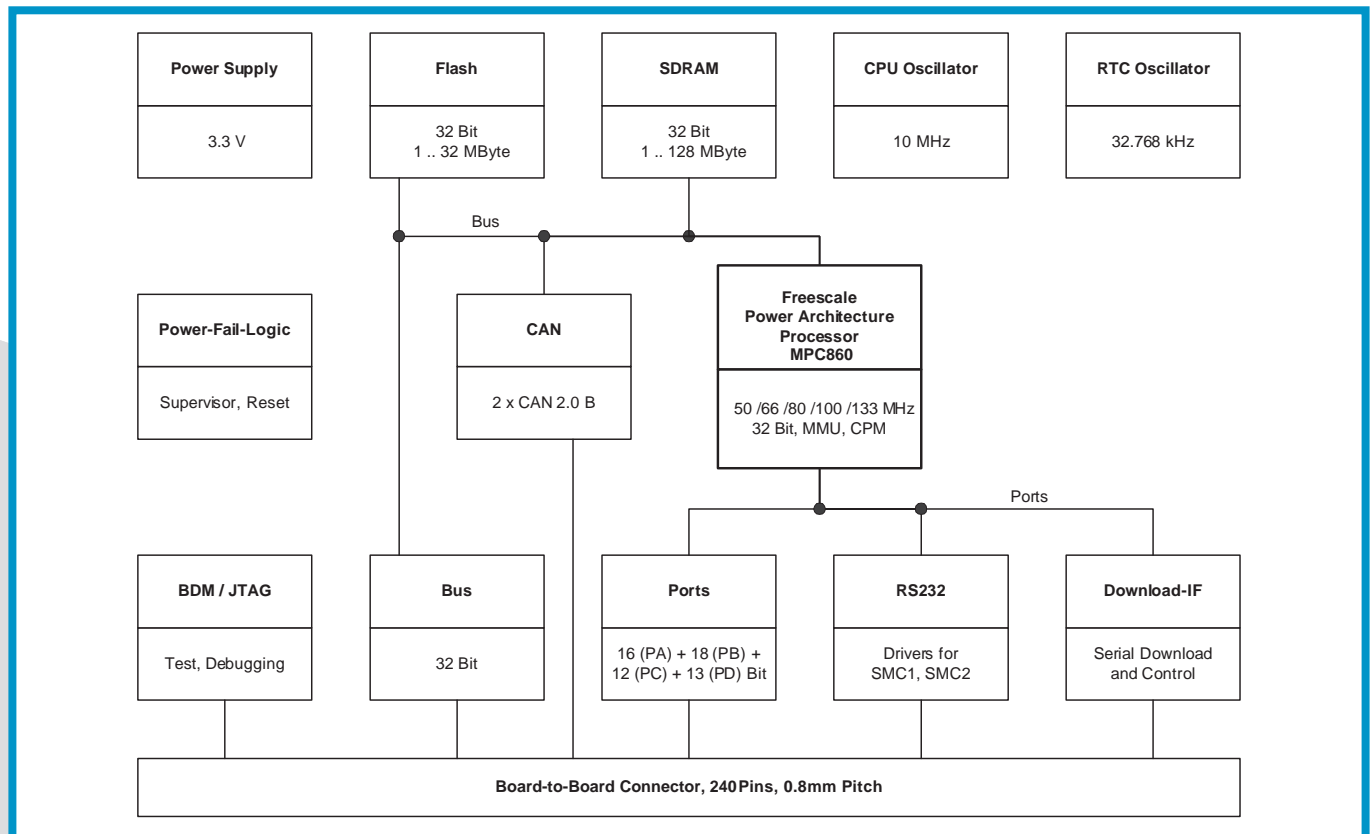 Power Supply
3.3 V
Flash
32 Bit
1 .. 32 MByte
SDRAM
32 Bit
1 .. 128 MByte
CPU Oscillator
10 MHz
RTC Oscillator
32.768 kHz
Bus
Power-Fail-Logic
Supervisor, Reset
CAN
2 x CAN 2.0 B
Freescale
Power Architecture
Processor
MPC860
50 /66 /80 /100 /133 MHz
32 Bit, MMU, CPM
Ports
BDM / JTAG
Test, Debugging
Bus
32 Bit
Ports
16 (PA) + 18 (PB) +
12 (PC) + 13 (PD) Bit
RS232
Drivers for
SMC1, SMC2
Download-IF
Serial Download
and Control
Board-to-Board Connector, 240Pins, 0.8mm Pitch